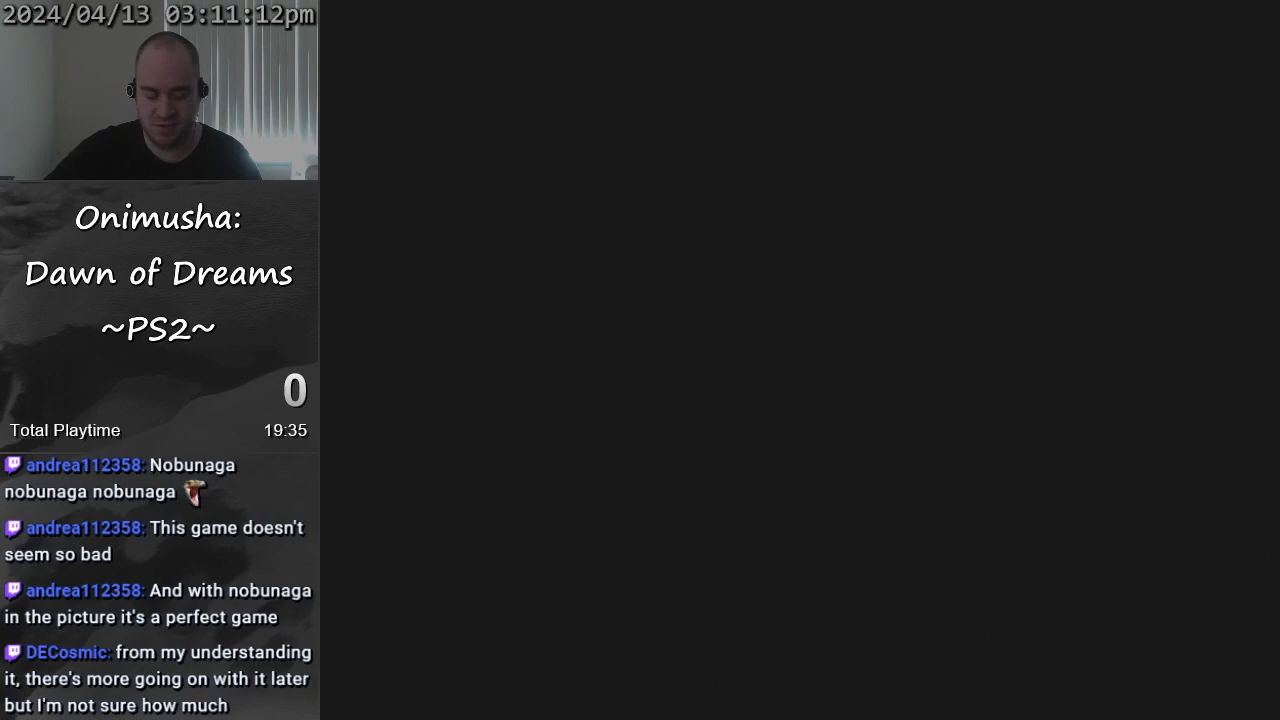 2024/04/13 03:11:12pm
Onimusha:
Dawn of Dreams
~PS2~
0
Total Playtime 19:35
andrea112358: Nobunaga
nobunaga nobunaga
andrea112358: This game doesn't
seem so bad
andrea112358: And with nobunaga
in the picture it's a perfect game
DECosmic: from my understanding
it, there's more going on with it later
but I'm not sure how much